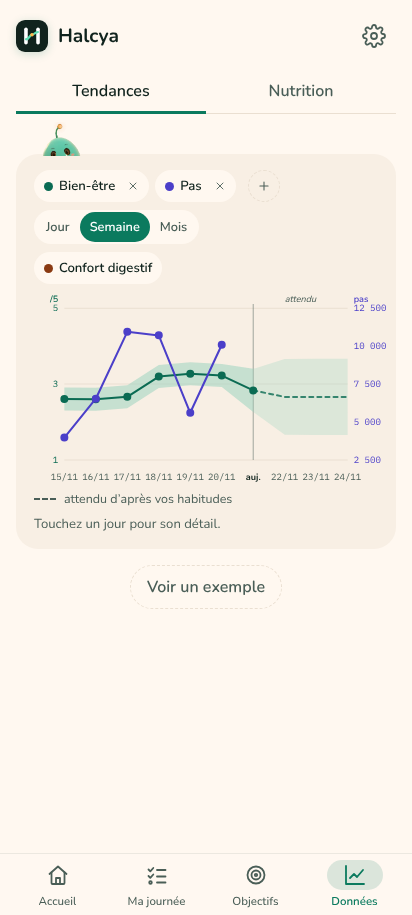 Halcya
Tendances
Nutrition
Bien-être ×
Pas ×
+
Jour Semaine Mois
Confort digestif
/5 attendu pas
5 12 500
10 000
3 7 500
5 000
1 2 500
15/11 16/11 17/11 18/11 19/11 20/11 auj. 22/11 23/11 24/11
attendu d'après vos habitudes
Touchez un jour pour son détail.
Voir un exemple
Accueil Ma journée Objectifs Données